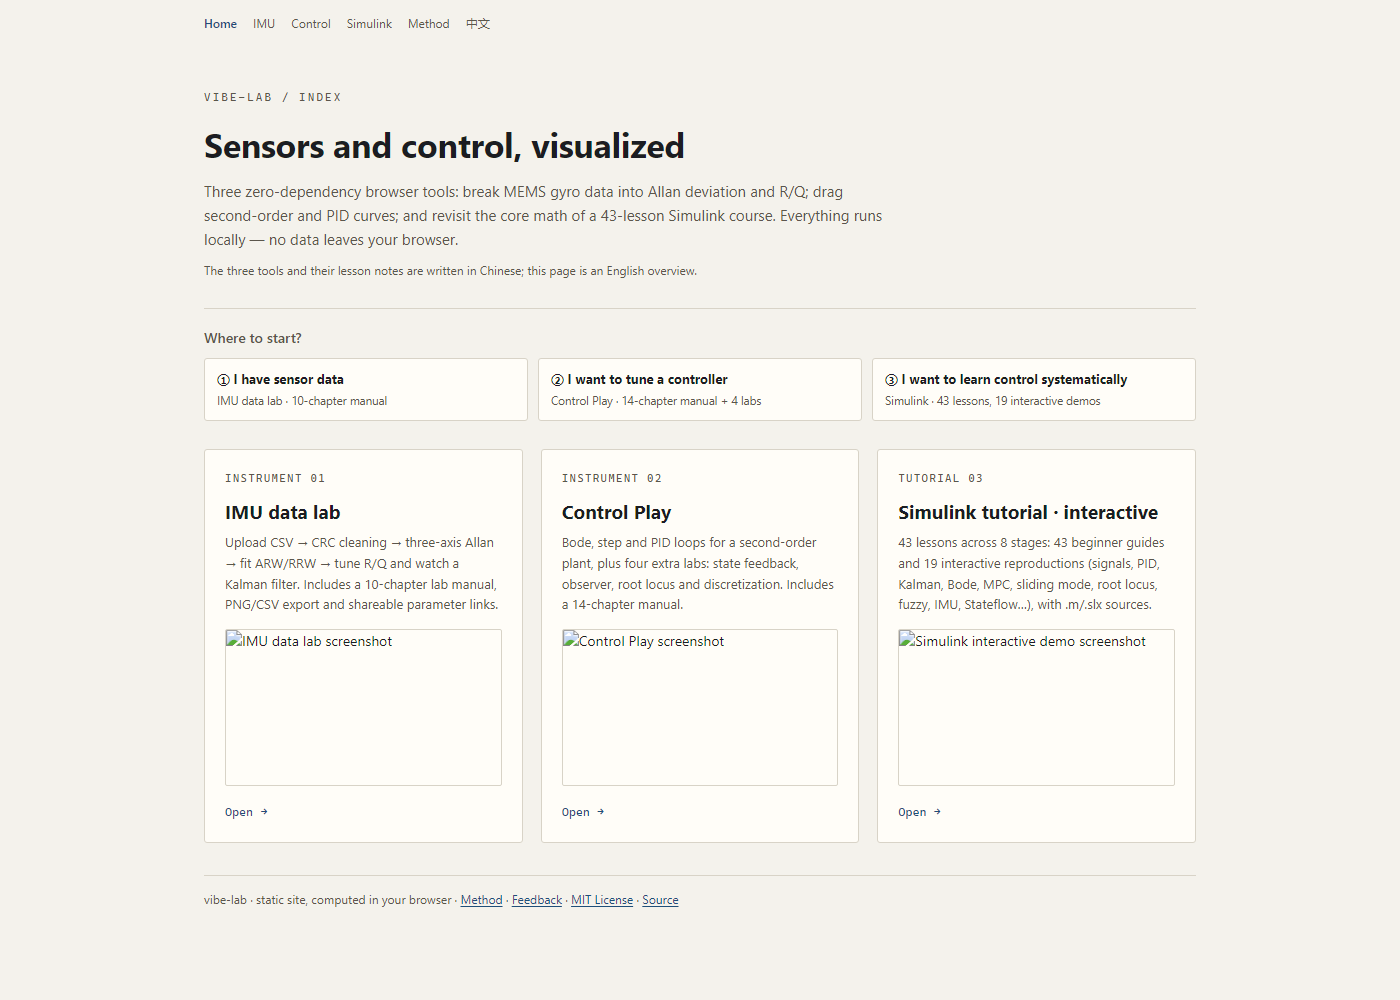 Home IMU Control Simulink Method 中文
VIBE-LAB / INDEX
Sensors and control, visualized
Three zero-dependency browser tools: break MEMS gyro data into Allan deviation and R/Q; drag
second-order and PID curves; and revisit the core math of a 43-lesson Simulink course. Everything runs
locally — no data leaves your browser.
The three tools and their lesson notes are written in Chinese; this page is an English overview.
Where to start?
① I have sensor data
IMU data lab · 10-chapter manual
② I want to tune a controller
Control Play · 14-chapter manual + 4 labs
③ I want to learn control systematically
Simulink · 43 lessons, 19 interactive demos
INSTRUMENT 01
IMU data lab
Upload CSV → CRC cleaning → three-axis Allan
→ fit ARW/RRW → tune R/Q and watch a
Kalman filter. Includes a 10-chapter lab manual,
PNG/CSV export and shareable parameter links.
IMU data lab screenshot
Open →
INSTRUMENT 02
Control Play
Bode, step and PID loops for a second-order
plant, plus four extra labs: state feedback,
observer, root locus and discretization. Includes
a 14-chapter manual.
Control Play screenshot
Open →
TUTORIAL 03
Simulink tutorial · interactive
43 lessons across 8 stages: 43 beginner guides
and 19 interactive reproductions (signals, PID,
Kalman, Bode, MPC, sliding mode, root locus,
fuzzy, IMU, Stateflow…), with .m/.slx sources.
Simulink interactive demo screenshot
Open →
vibe-lab · static site, computed in your browser · Method · Feedback · MIT License · Source